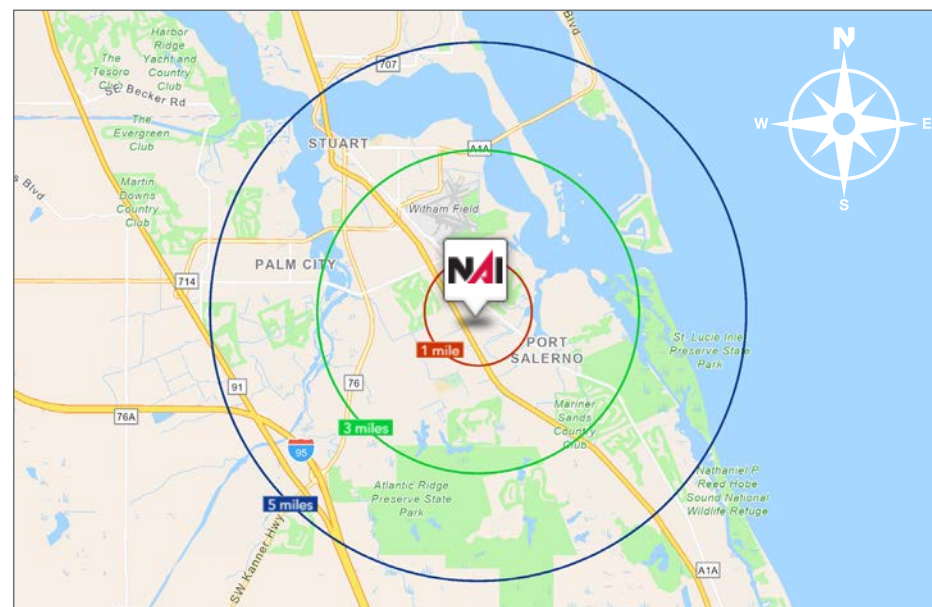 Harbor
Ridge
Yacht and
Country
Club
The
Tesoro
Club
SE Becker Rd
The
Evergreen
Club
Martin
Downs
Country
Club
s Blvd
Blvd
707
STUART
A1A
Witham Field
PALM CITY
714
NAI
1 mile
PORT
SALERNO
St Lucie Inle
Preserve State
Park
91
76
76A
3 miles
Mariner
Sands
Country
Club
95
5 miles
Atlantic Ridge
Preserve State
Park
Nathaniel P
Reed Hobe
Sound National
Wildlife Refuge
SW Kanner Hwy
A1A
N
W
E
S